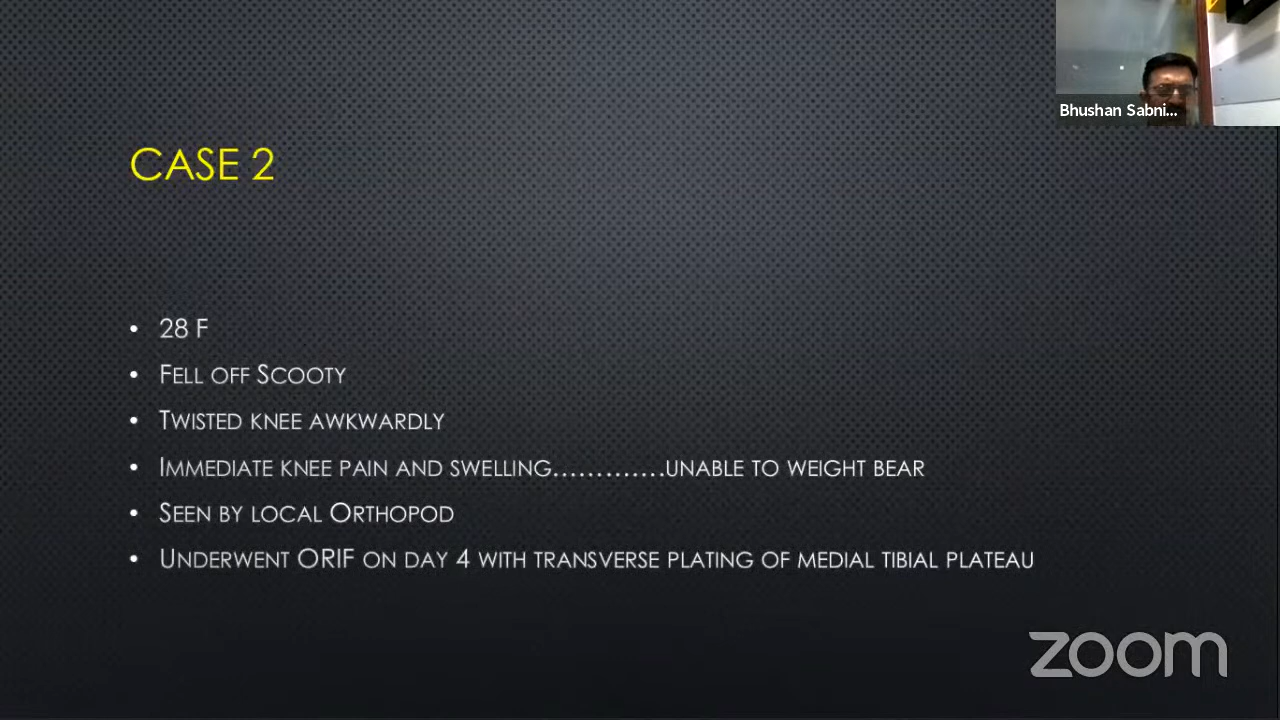 Bhushan Sabni...
CASE 2
• 28 F
• Fell off Scooty
• Twisted knee awkwardly
• Immediate knee pain and swelling.............unable to weight bear
• Seen by local Orthopod
• Underwent ORIF on day 4 with transverse plating of medial tibial plateau
zoom